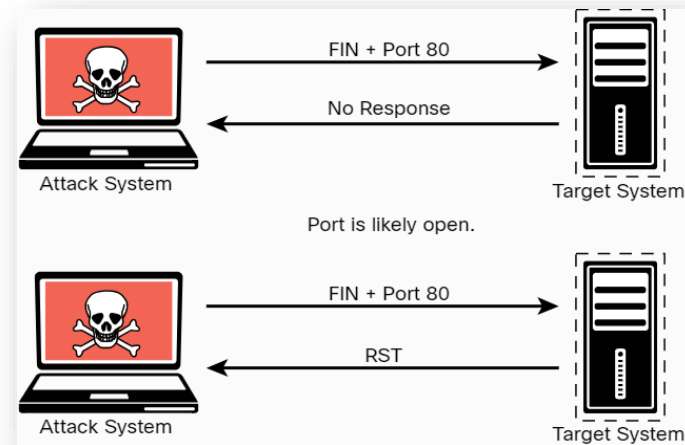 FIN + Port 80
No Response
Attack System
Target System
Port is likely open.
FIN + Port 80
RST
Attack System
Target System